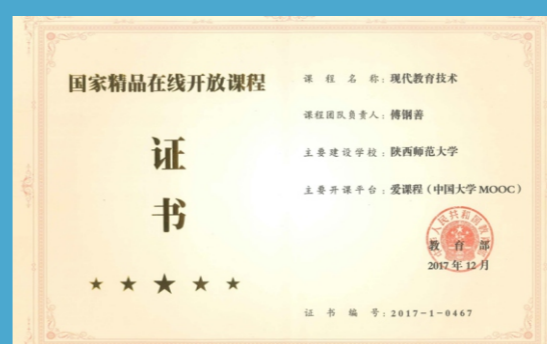 国家精品在线开放课程
证
书
课程名称：现代教育技术
课程团队负责人：傅钢善
主要建设学校：陕西师范大学
主要开课平台：爱课程（中国大学MOOC）
教育部
2017年12月
证书编号：2017-1-0467